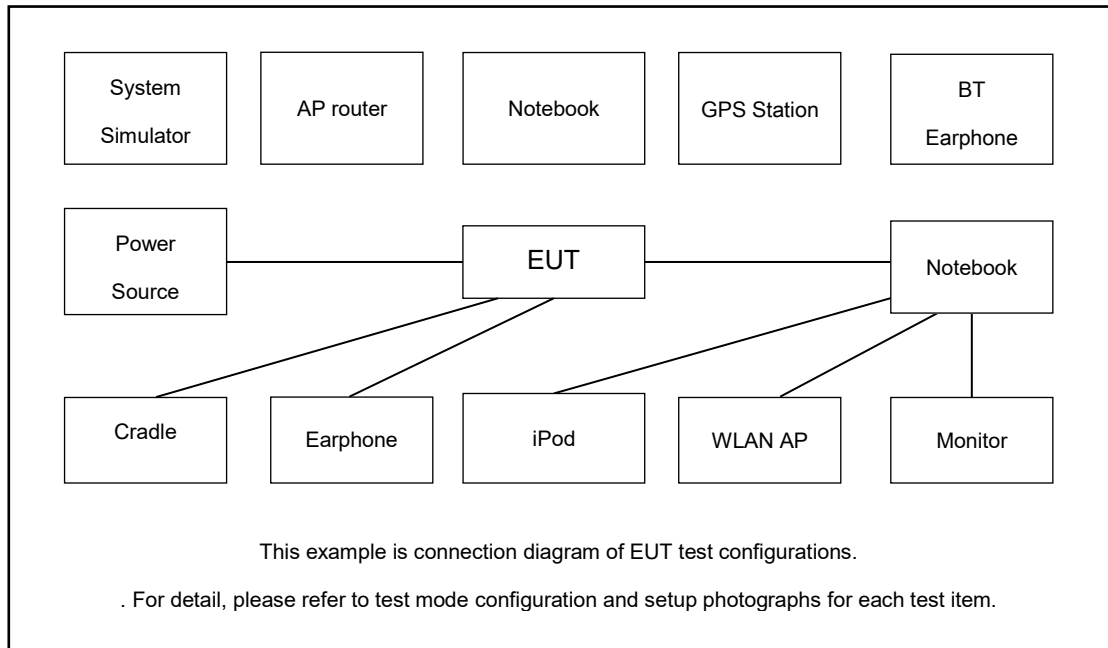 System
Simulator
AP router
Notebook
GPS Station
BT
Earphone
Power
Source
EUT
Notebook
Cradle
Earphone
iPod
WLAN AP
Monitor
This example is connection diagram of EUT test configurations.
. For detail, please refer to test mode configuration and setup photographs for each test item.